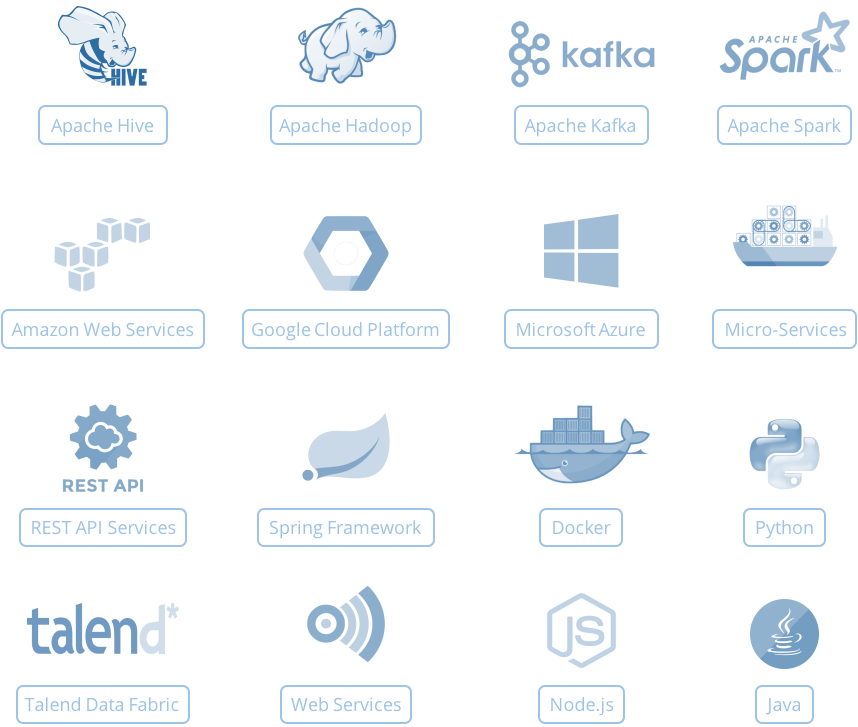 HIVE
kafka
APACHE
Spark™
Apache Hive
Apache Hadoop
Apache Kafka
Apache Spark
Amazon Web Services
Google Cloud Platform
Microsoft Azure
Micro-Services
REST API
REST API Services
Spring Framework
Docker
Python
talend*
JS
Talend Data Fabric
Web Services
Node.js
Java